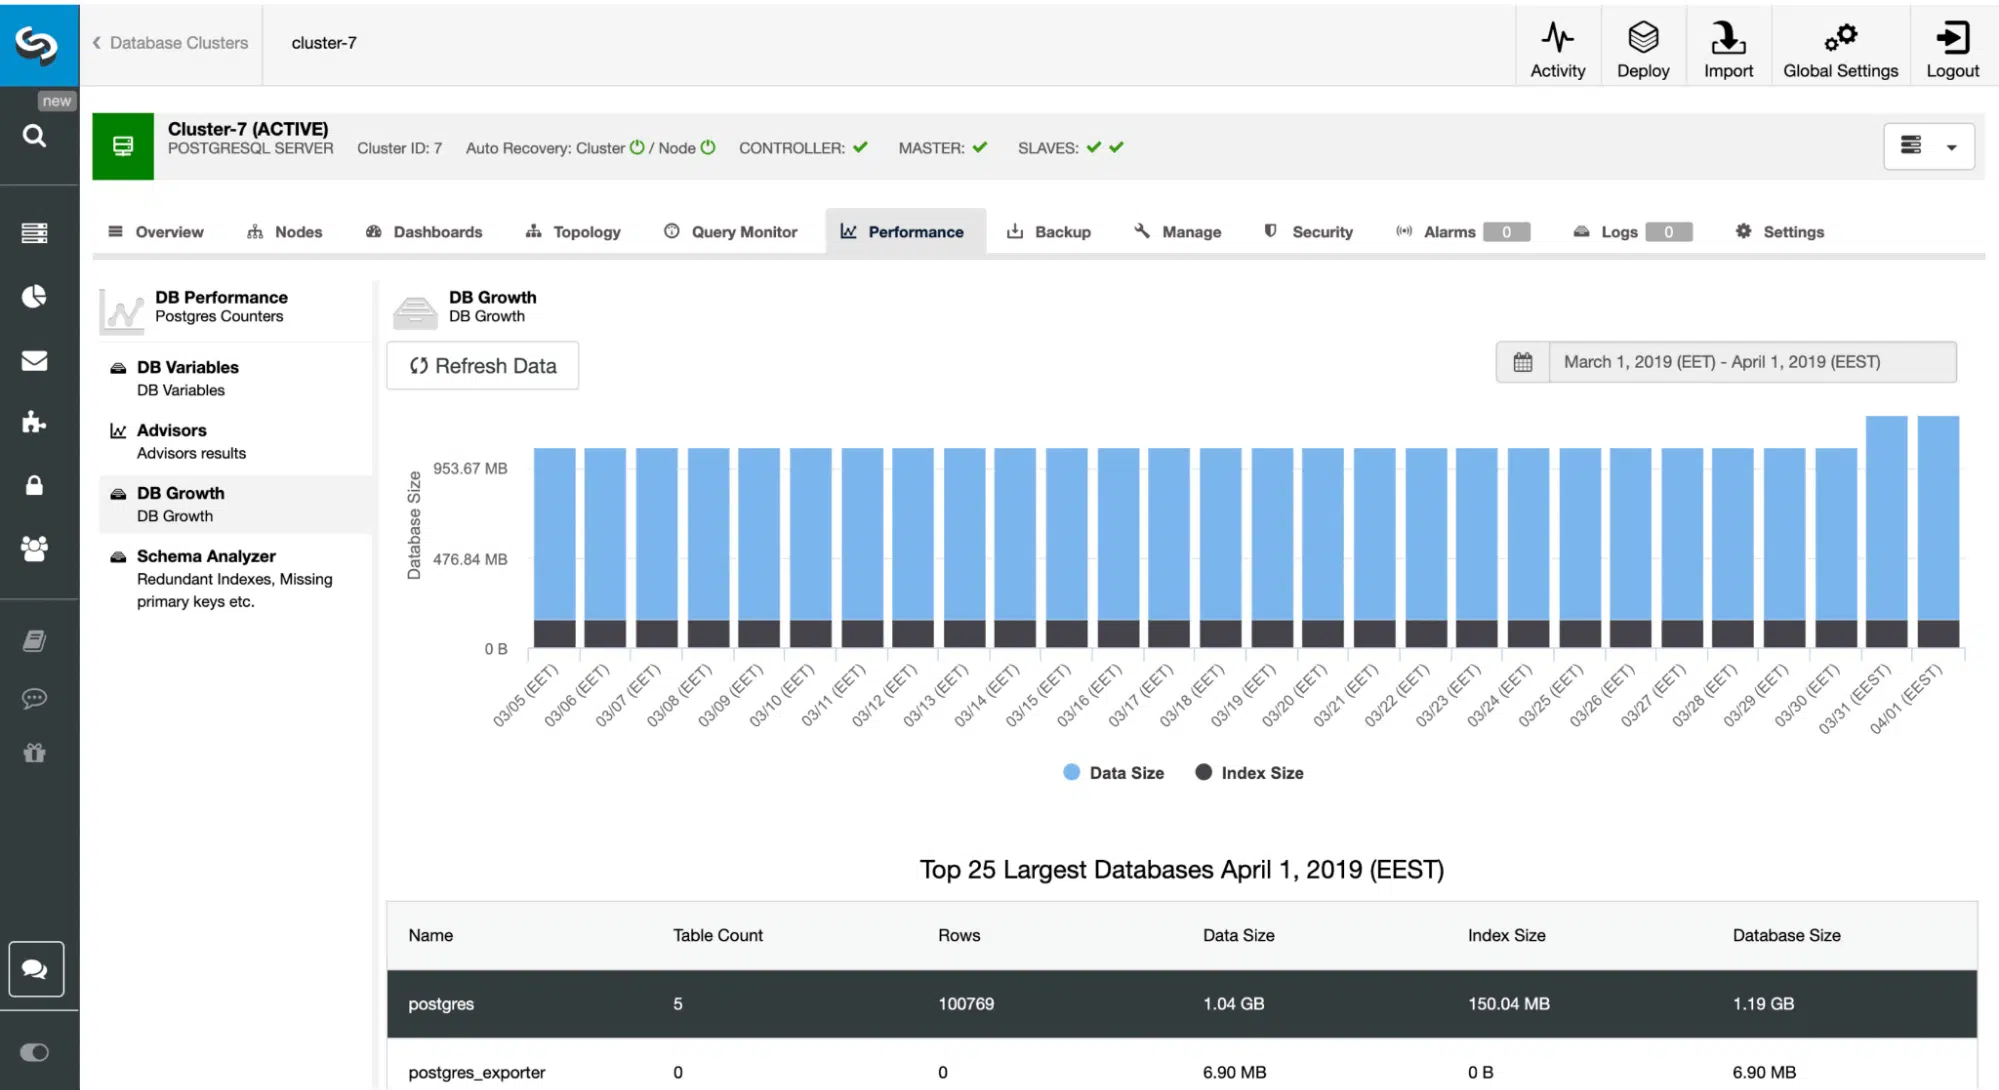 Database Clusters
cluster-7
Activity
Deploy
Import
Global Settings
Logout
new
Cluster-7 (ACTIVE)
POSTGRESQL SERVER
Cluster ID: 7
Auto Recovery: Cluster / Node
CONTROLLER:
MASTER:
SLAVES:
Overview
Nodes
Dashboards
Topology
Query Monitor
Performance
Backup
Manage
Security
Alarms 0
Logs 0
Settings
DB Performance
Postgres Counters
DB Variables
DB Variables
Advisors
Advisors results
DB Growth
DB Growth
Schema Analyzer
Redundant Indexes, Missing
primary keys etc.
DB Growth
DB Growth
Refresh Data
March 1, 2019 (EET) - April 1, 2019 (EEST)
Database Size
953.67 MB
476.84 MB
0 B
03/05 (EET)
03/06 (EET)
03/07 (EET)
03/08 (EET)
03/09 (EET)
03/10 (EET)
03/11 (EET)
03/12 (EET)
03/13 (EET)
03/14 (EET)
03/15 (EET)
03/16 (EET)
03/17 (EET)
03/18 (EET)
03/19 (EET)
03/20 (EET)
03/21 (EET)
03/22 (EET)
03/23 (EET)
03/24 (EET)
03/25 (EET)
03/26 (EET)
03/27 (EET)
03/28 (EET)
03/29 (EET)
03/30 (EET)
03/31 (EEST)
04/01 (EEST)
Data Size
Index Size
Top 25 Largest Databases April 1, 2019 (EEST)
Name Table Count Rows Data Size Index Size Database Size
postgres 5 100769 1.04 GB 150.04 MB 1.19 GB
postgres_exporter 0 0 6.90 MB 0 B 6.90 MB